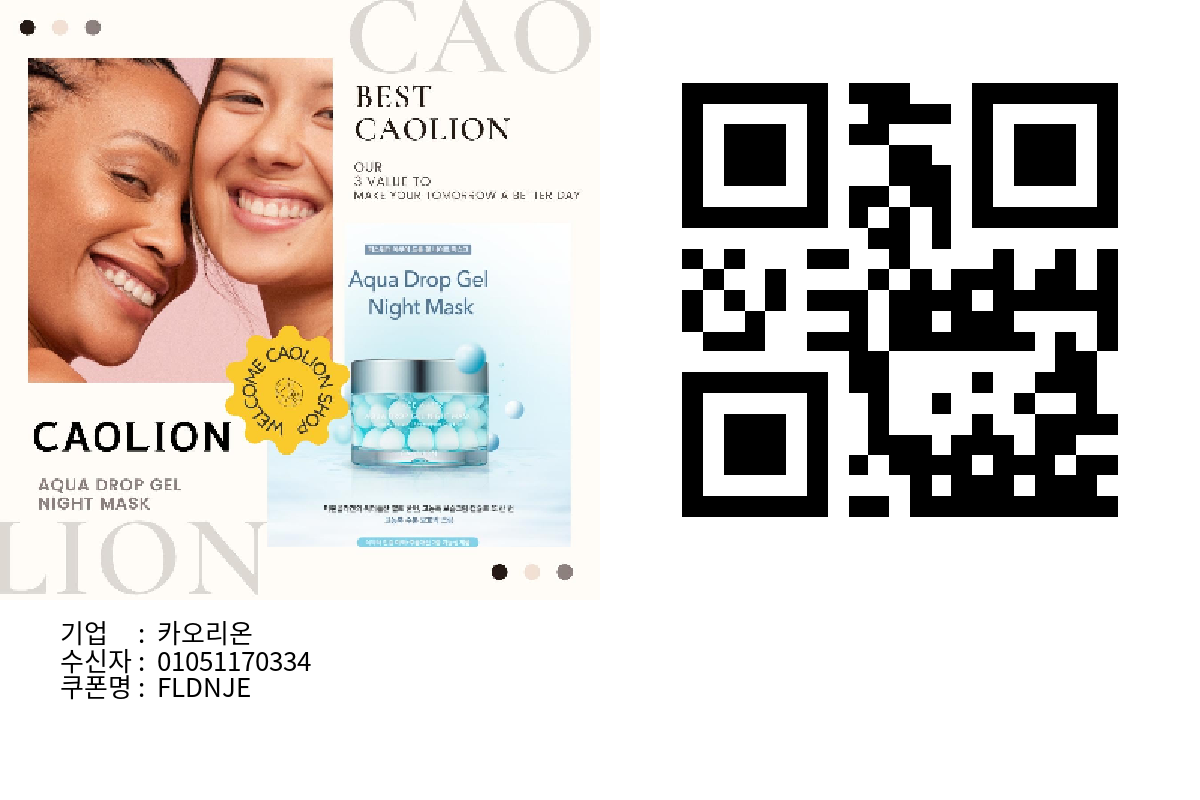 CAO
BEST
CAOLION
OUR
3 VALUE TO
MAKE YOUR TOMORROW A BETTER DAY
Aqua Drop Gel
Night Mask
WELCOME CAOLION SHOP
CAOLION
AQUA DROP GEL
NIGHT MASK
LION
기업 : 카오리온
수신자 : 01051170334
쿠폰명 : FLDNJE